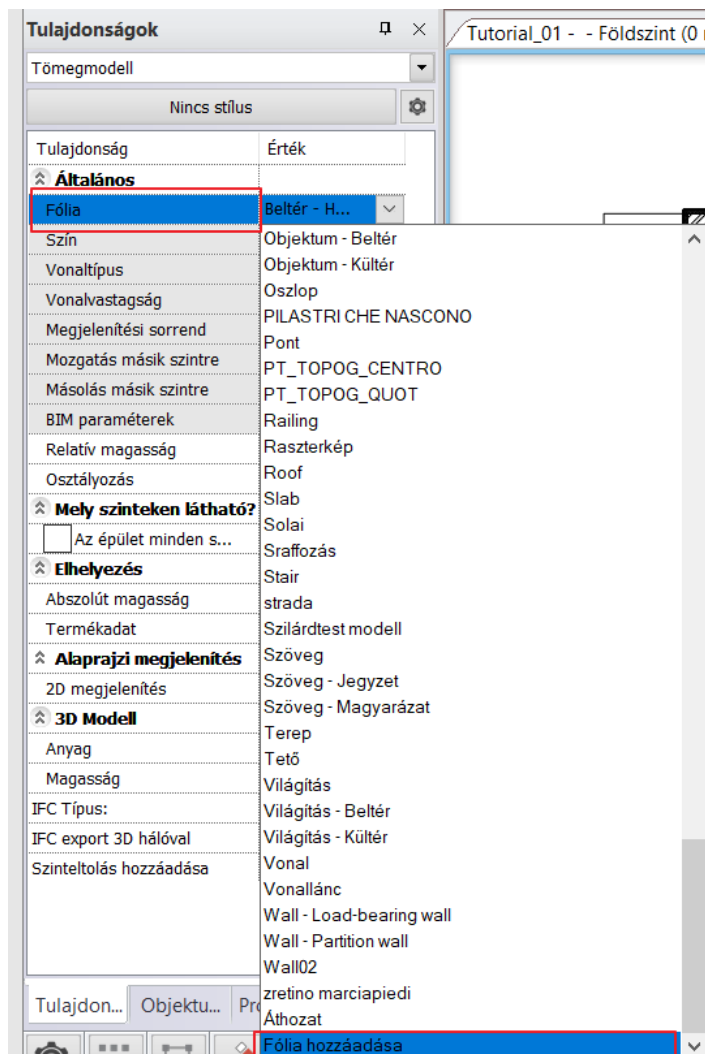 Tulajdonságok
Tutorial_01 - - Földszint (0
Tömegmodell
Nincs stílus
Tulajdonság Érték
Általános
Fólia Beltér - H...
Szín
Vonaltípus
Vonalvastagság
Megjelenítési sorrend
Mozgatás másik szintre
Másolás másik szintre
BIM paraméterek
Relatív magasság
Osztályozás
Mely szinteken látható?
Az épület minden s...
Elhelyezés
Abszolút magasság
Termékadat
Alaprajzi megjelenítés
2D megjelenítés
3D Modell
Anyag
Magasság
IFC Típus:
IFC export 3D hálóval
Szinteltolás hozzáadása
Tulajdon... Objektu... Pr
Objektum - Beltér
Objektum - Kültér
Oszlop
PILASTRI CHE NASCONO
Pont
PT_TOPOG_CENTRO
PT_TOPOG_QUOT
Railing
Raszterkép
Roof
Slab
Solai
Sraffozás
Stair
strada
Szilárdtest modell
Szöveg
Szöveg - Jegyzet
Szöveg - Magyarázat
Terep
Tető
Világítás
Világítás - Beltér
Világítás - Kültér
Vonal
Vonallánc
Wall - Load-bearing wall
Wall - Partition wall
Wall02
zretino marciapiedi
Áthozat
Fólia hozzáadása